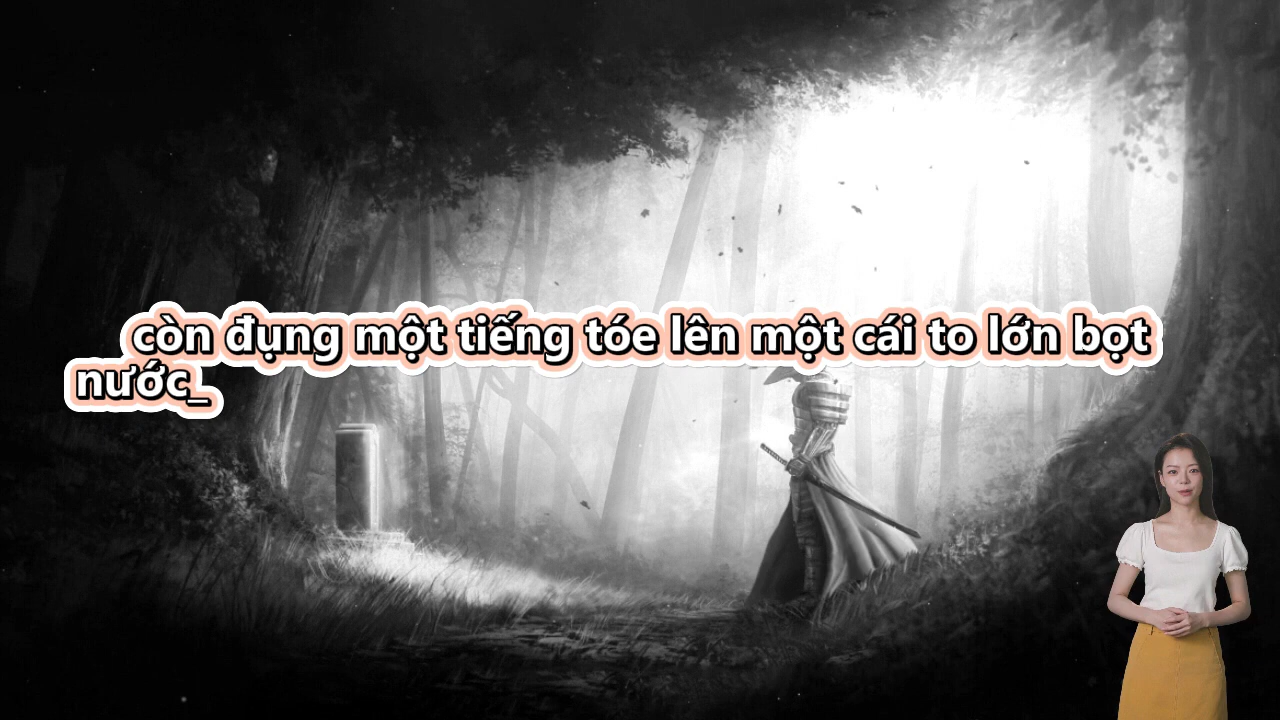 còn đụng một tiếng tóe lên một cái to lớn bọt
nước_